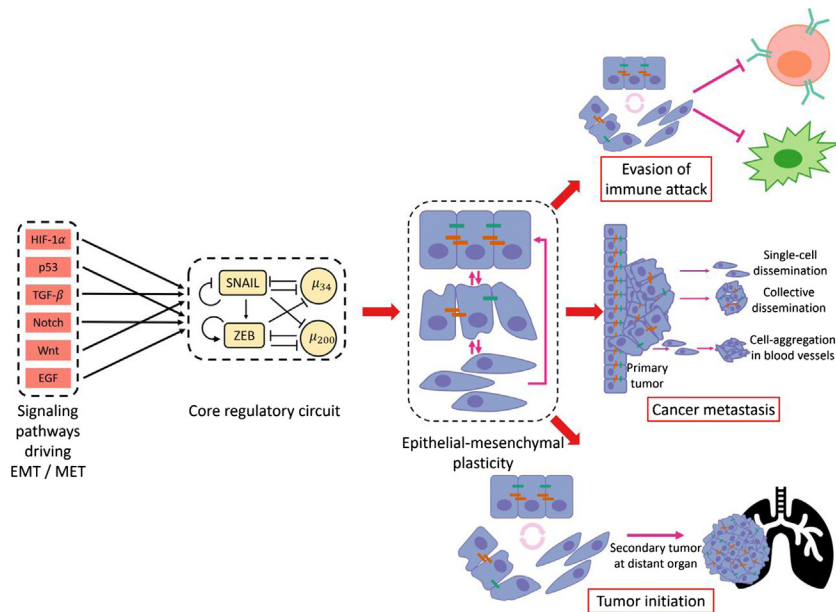 HIF-1α
p53
TGF-β
Notch
Wnt
EGF
Signaling
pathways
driving
EMT / MET
SNAIL
ZEB
μ34
μ200
Core regulatory circuit
Epithelial-mesenchymal
plasticity
Evasion of
immune attack
Single-cell
dissemination
Collective
dissemination
Cell-aggregation
in blood vessels
Primary
tumor
Cancer metastasis
Secondary tumor
at distant organ
Tumor initiation